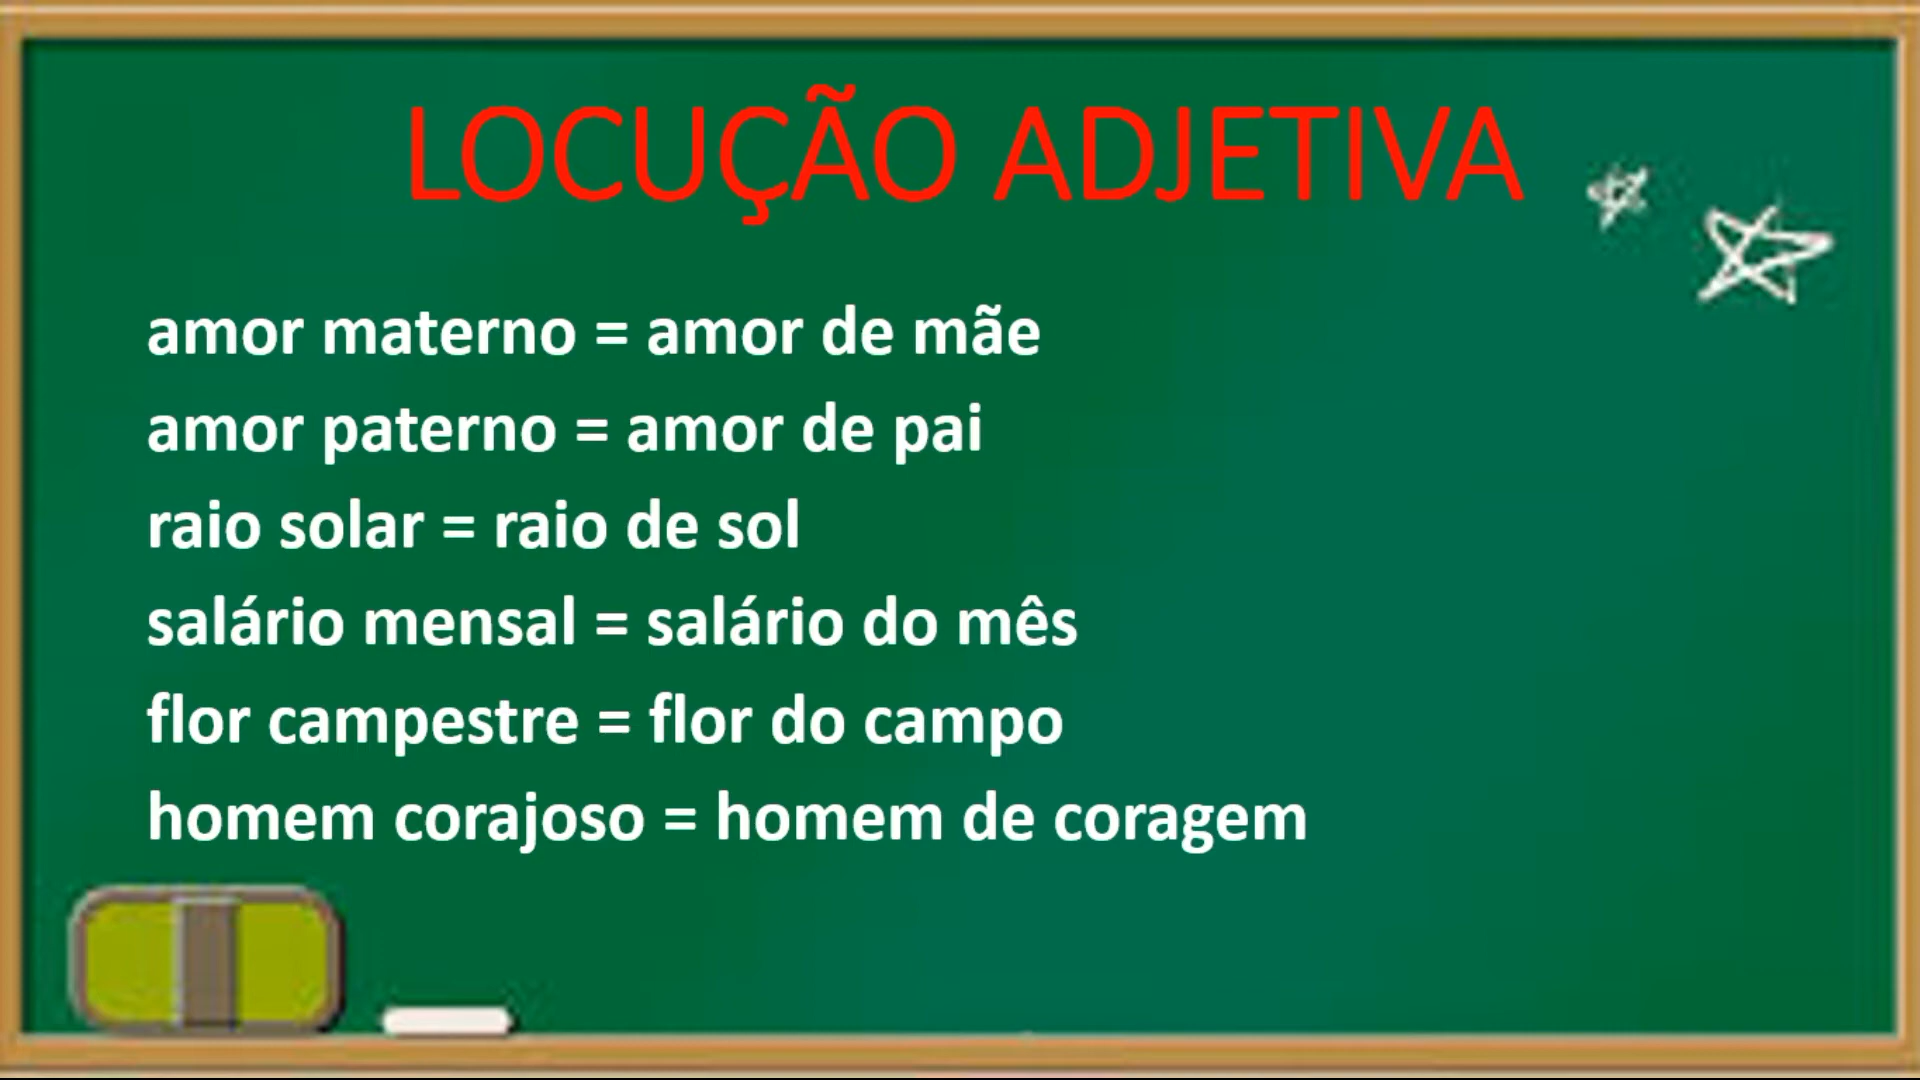 LOCUÇÃO ADJETIVA
amor materno = amor de mãe
amor paterno = amor de pai
raio solar = raio de sol
salário mensal = salário do mês
flor campestre = flor do campo
homem corajoso = homem de coragem